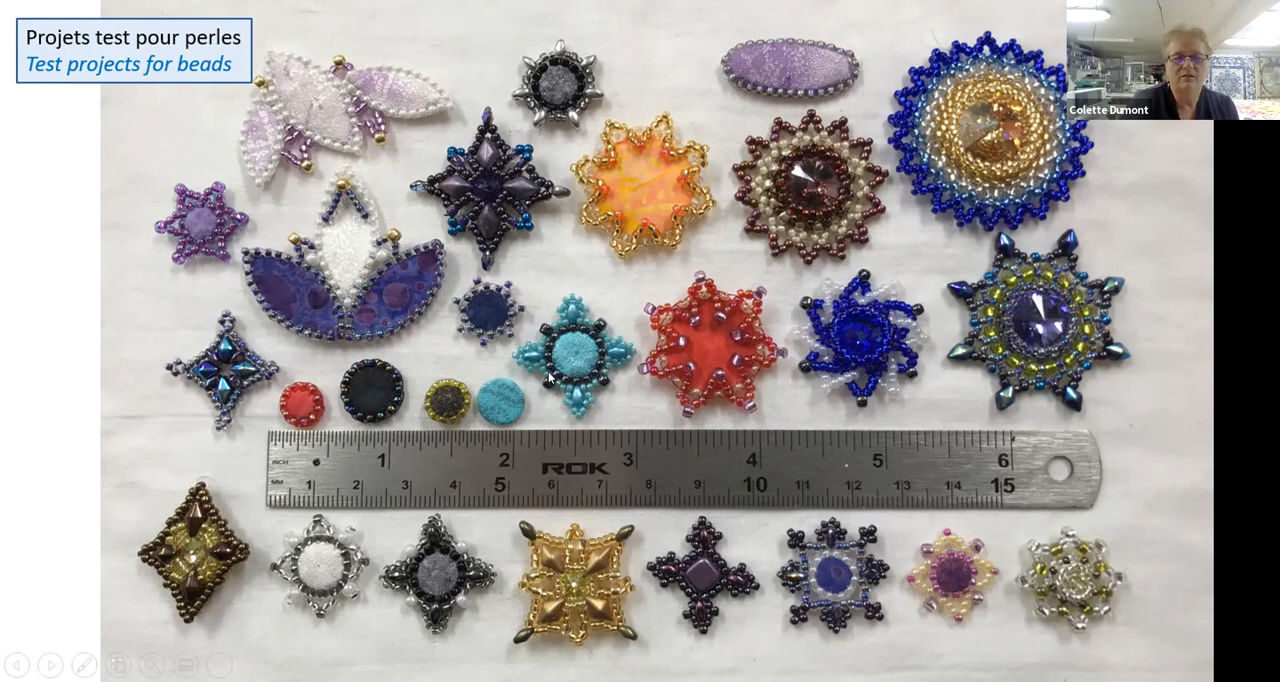 Projets test pour perles
Test projects for beads
Colette Dumont
INCH 1 2 3 4 5 6
ROK
MM 1 2 3 4 5 6 7 8 9 10 11 12 13 14 15